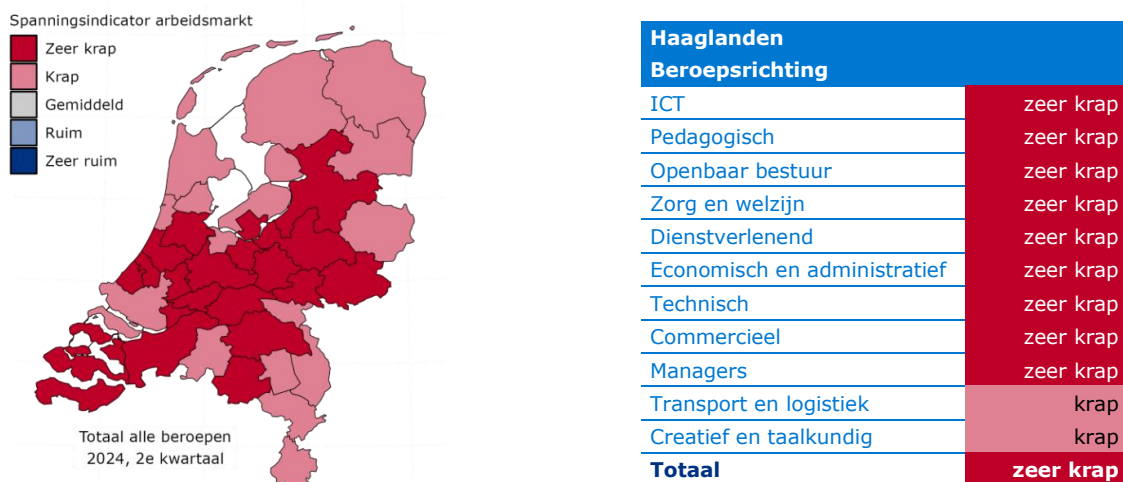 Spanningsindicator arbeidsmarkt
Zeer krap
Krap
Gemiddeld
Ruim
Zeer ruim
Totaal alle beroepen
2024, 2e kwartaal
Haaglanden
Beroepsrichting
ICT zeer krap
Pedagogisch zeer krap
Openbaar bestuur zeer krap
Zorg en welzijn zeer krap
Dienstverlenend zeer krap
Economisch en administratief zeer krap
Technisch zeer krap
Commercieel zeer krap
Managers zeer krap
Transport en logistiek krap
Creatief en taalkundig krap
Totaal zeer krap